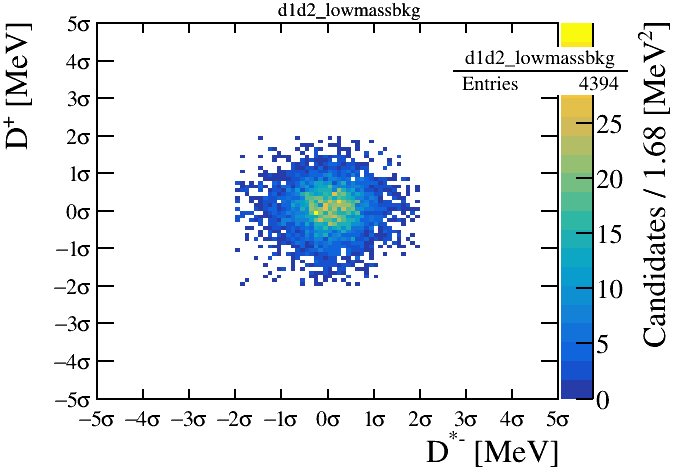 d1d2_lowmassbkg
D⁺ [MeV]
5σ
4σ
3σ
2σ
1σ
0σ
−1σ
−2σ
−3σ
−4σ
−5σ
−5σ −4σ −3σ −2σ −1σ 0σ 1σ 2σ 3σ 4σ 5σ
D*⁻ [MeV]
d1d2_lowmassbkg
Entries 4394
25
20
15
10
5
0
Candidates / 1.68 [MeV²]